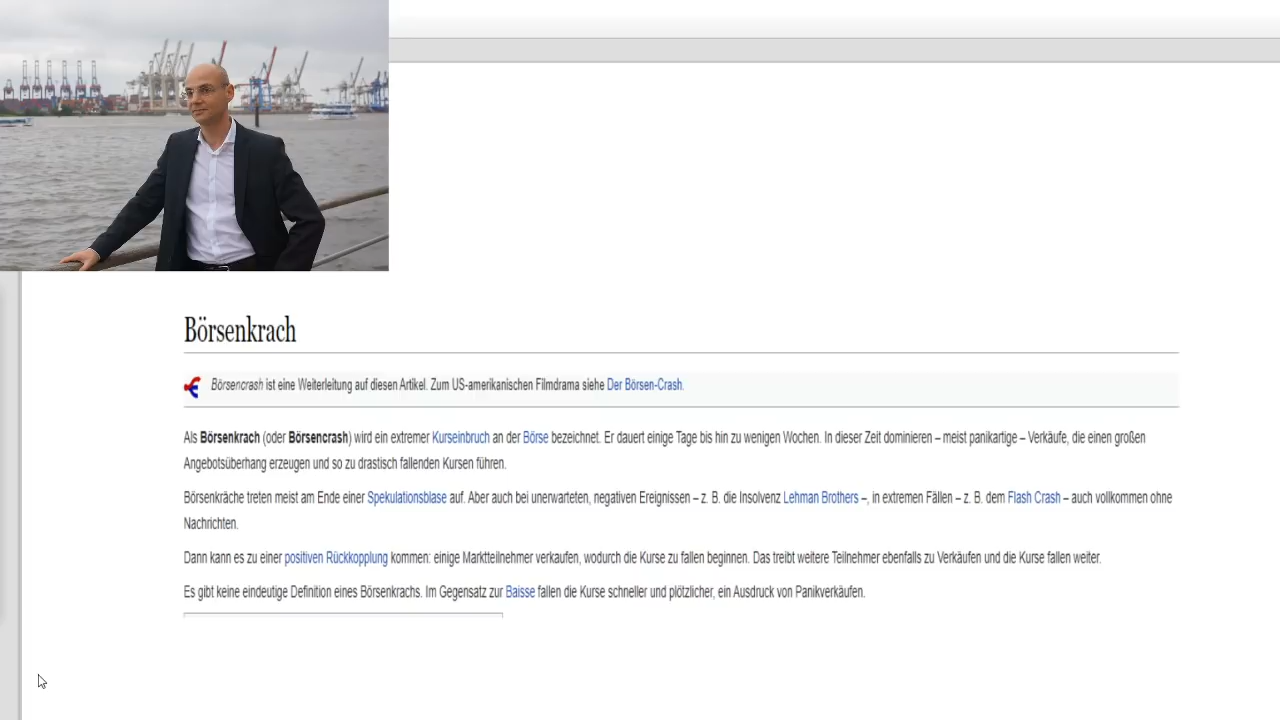 Börsenkrach
Börsencrash ist eine Weiterleitung auf diesen Artikel. Zum US-amerikanischen Filmdrama siehe Der Börsen-Crash.
Als Börsenkrach (oder Börsencrash) wird ein extremer Kurseinbruch an der Börse bezeichnet. Er dauert einige Tage bis hin zu wenigen Wochen. In dieser Zeit dominieren – meist panikartige – Verkäufe, die einen großen
Angebotsüberhang erzeugen und so zu drastisch fallenden Kursen führen.
Börsenkräche treten meist am Ende einer Spekulationsblase auf. Aber auch bei unerwarteten, negativen Ereignissen – z. B. die Insolvenz Lehman Brothers –, in extremen Fällen – z. B. dem Flash Crash – auch vollkommen ohne
Nachrichten.
Dann kann es zu einer positiven Rückkopplung kommen: einige Marktteilnehmer verkaufen, wodurch die Kurse zu fallen beginnen. Das treibt weitere Teilnehmer ebenfalls zu Verkäufen und die Kurse fallen weiter.
Es gibt keine eindeutige Definition eines Börsenkrachs. Im Gegensatz zur Baisse fallen die Kurse schneller und plötzlicher, ein Ausdruck von Panikverkäufen.